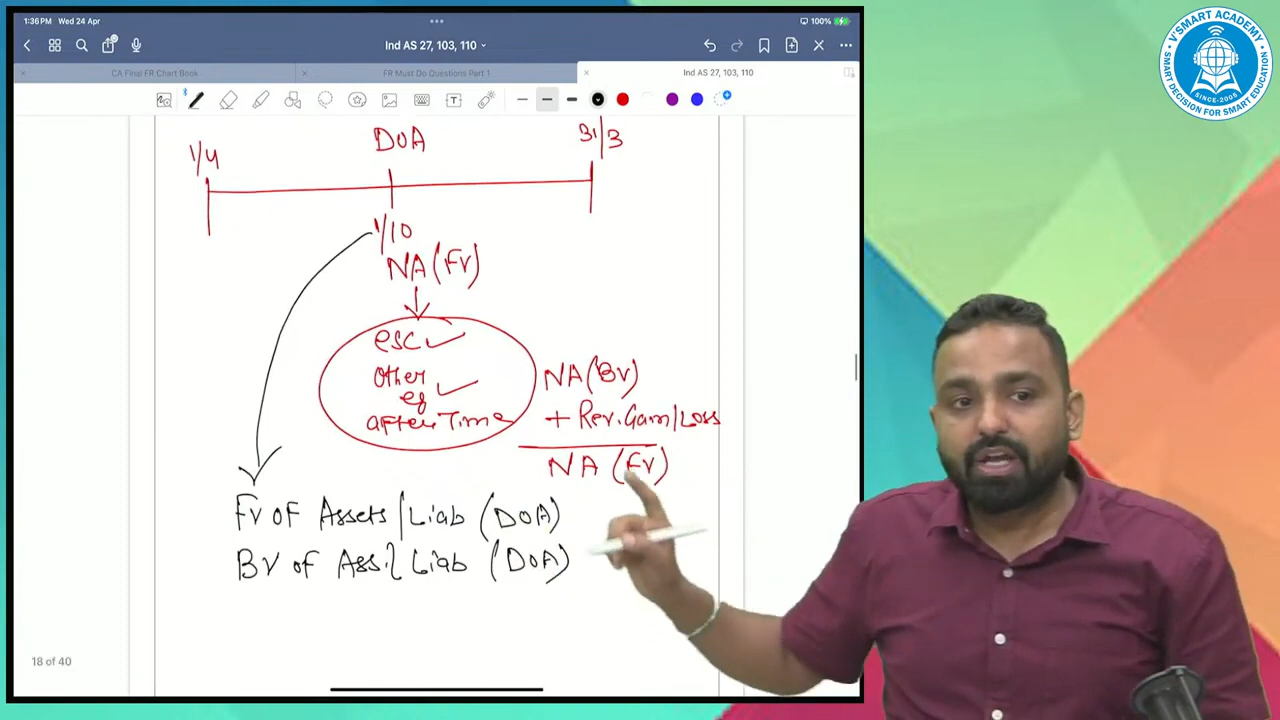 1:36 PM Wed 24 Apr
100%
Ind AS 27, 103, 110
CA Final FR Chart Book
FR Must Do Questions Part 1
Ind AS 27, 103, 110
1/4
DOA
31/3
1/10
NA (Fv)
ESC ✓
Other eq ✓
after Time
NA (Bv)
+ Rev. Gain/Loss
NA (Fv)
Fv of Assets/Liab (DOA)
Bv of Ass./Liab (DOA)
18 of 40
V'SMART ACADEMY
SINCE-2005
SMART DECISION FOR SMART EDUCATION